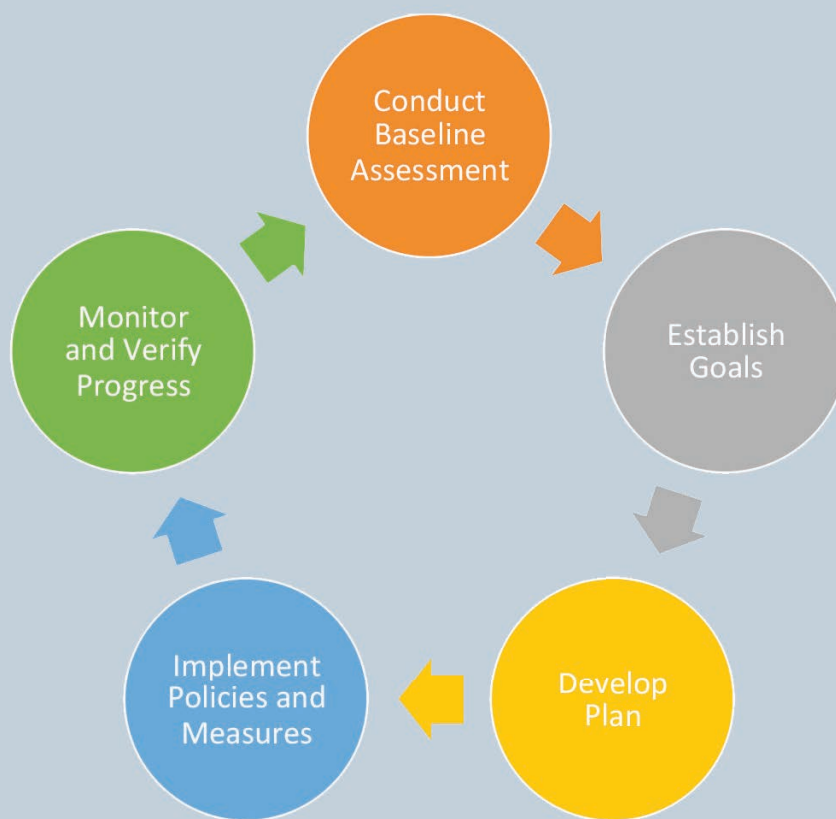 Conduct
Baseline
Assessment
Establish
Goals
Develop
Plan
Implement
Policies and
Measures
Monitor
and Verify
Progress